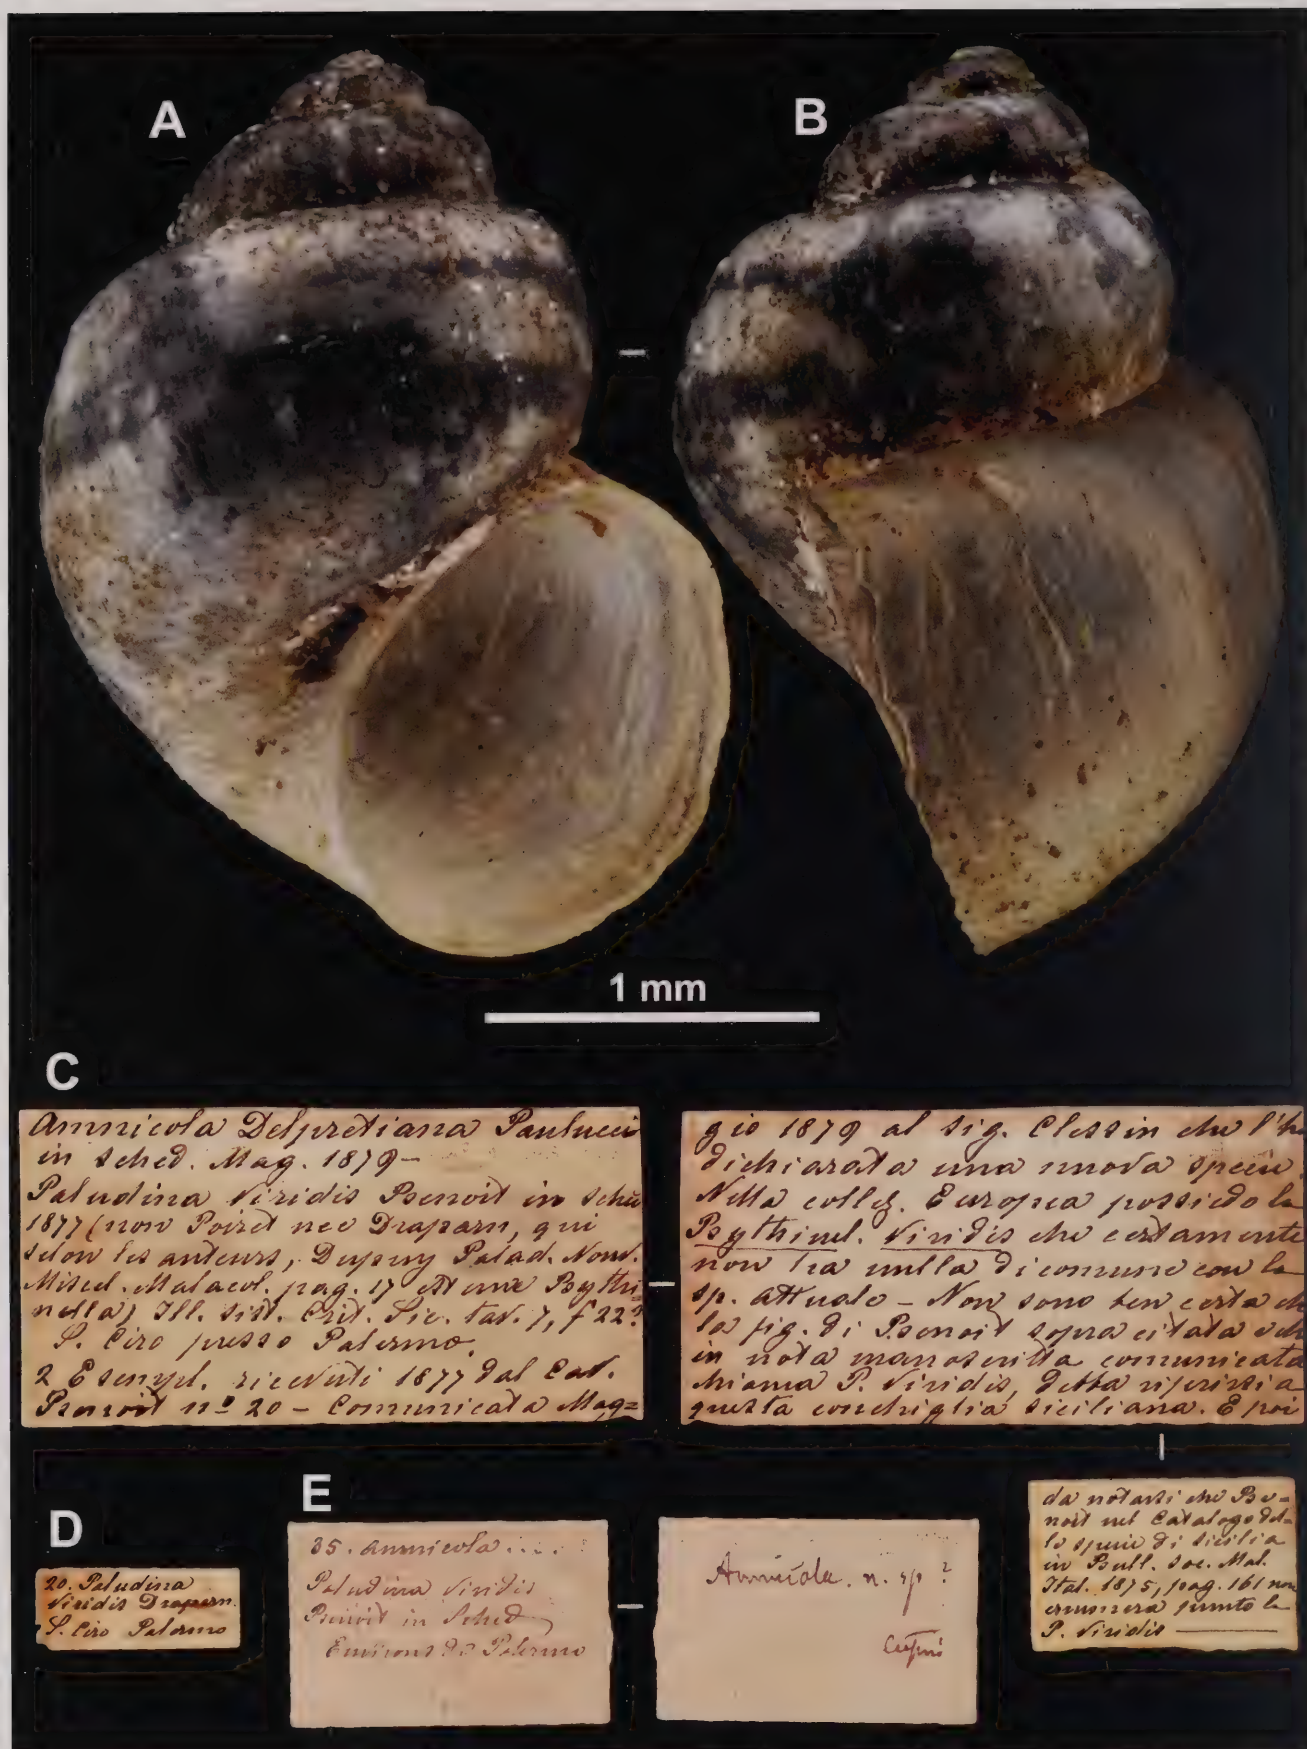 A
B
1 mm
C
Amnicola Delpretiana Paulucci
in sched. Mag. 1879-
Paludina Viridis Benoit in sched
1877 (non Poiret nec Draparn, qui
selon les auteurs, Dupuy Palad. Nouv.
Miscel. Malacol. pag. 17 est une Bythi-
nella) Ill. Sist. Crit. Sic. tav. 7, f 22?
S. Ciro presso Palermo.
2 Esempl. ricevuti 1877 dal Cav.
Benoit nº 20 - Comunicata Mag=
gio 1879 al Sig. Clessin che l'ha
dichiarata una nuova specie.
Nella collez. Europea possiedo la
Bythinel. Viridis che certamente
non ha nulla di comune con la
sp. attuale - Non sono ben certa che
la fig. di Benoit sopra citata che
in nota manoscritta comunicata
chiama P. Viridis, debba riferirsi a
questa conchiglia siciliana. E poi
da notarsi che Be-
noit nel Catalogo del-
le specie di Sicilia
in Bull. Soc. Mal.
Ital. 1875, pag. 161 non
enumera punto la
P. Viridis
D
20. Paludina
Viridis Draparn.
S. Ciro Palermo
E
35. Amnicola....
Paludina Viridis
Benoit in Sched
Environs de Palermo
Amnicola. n. sp?